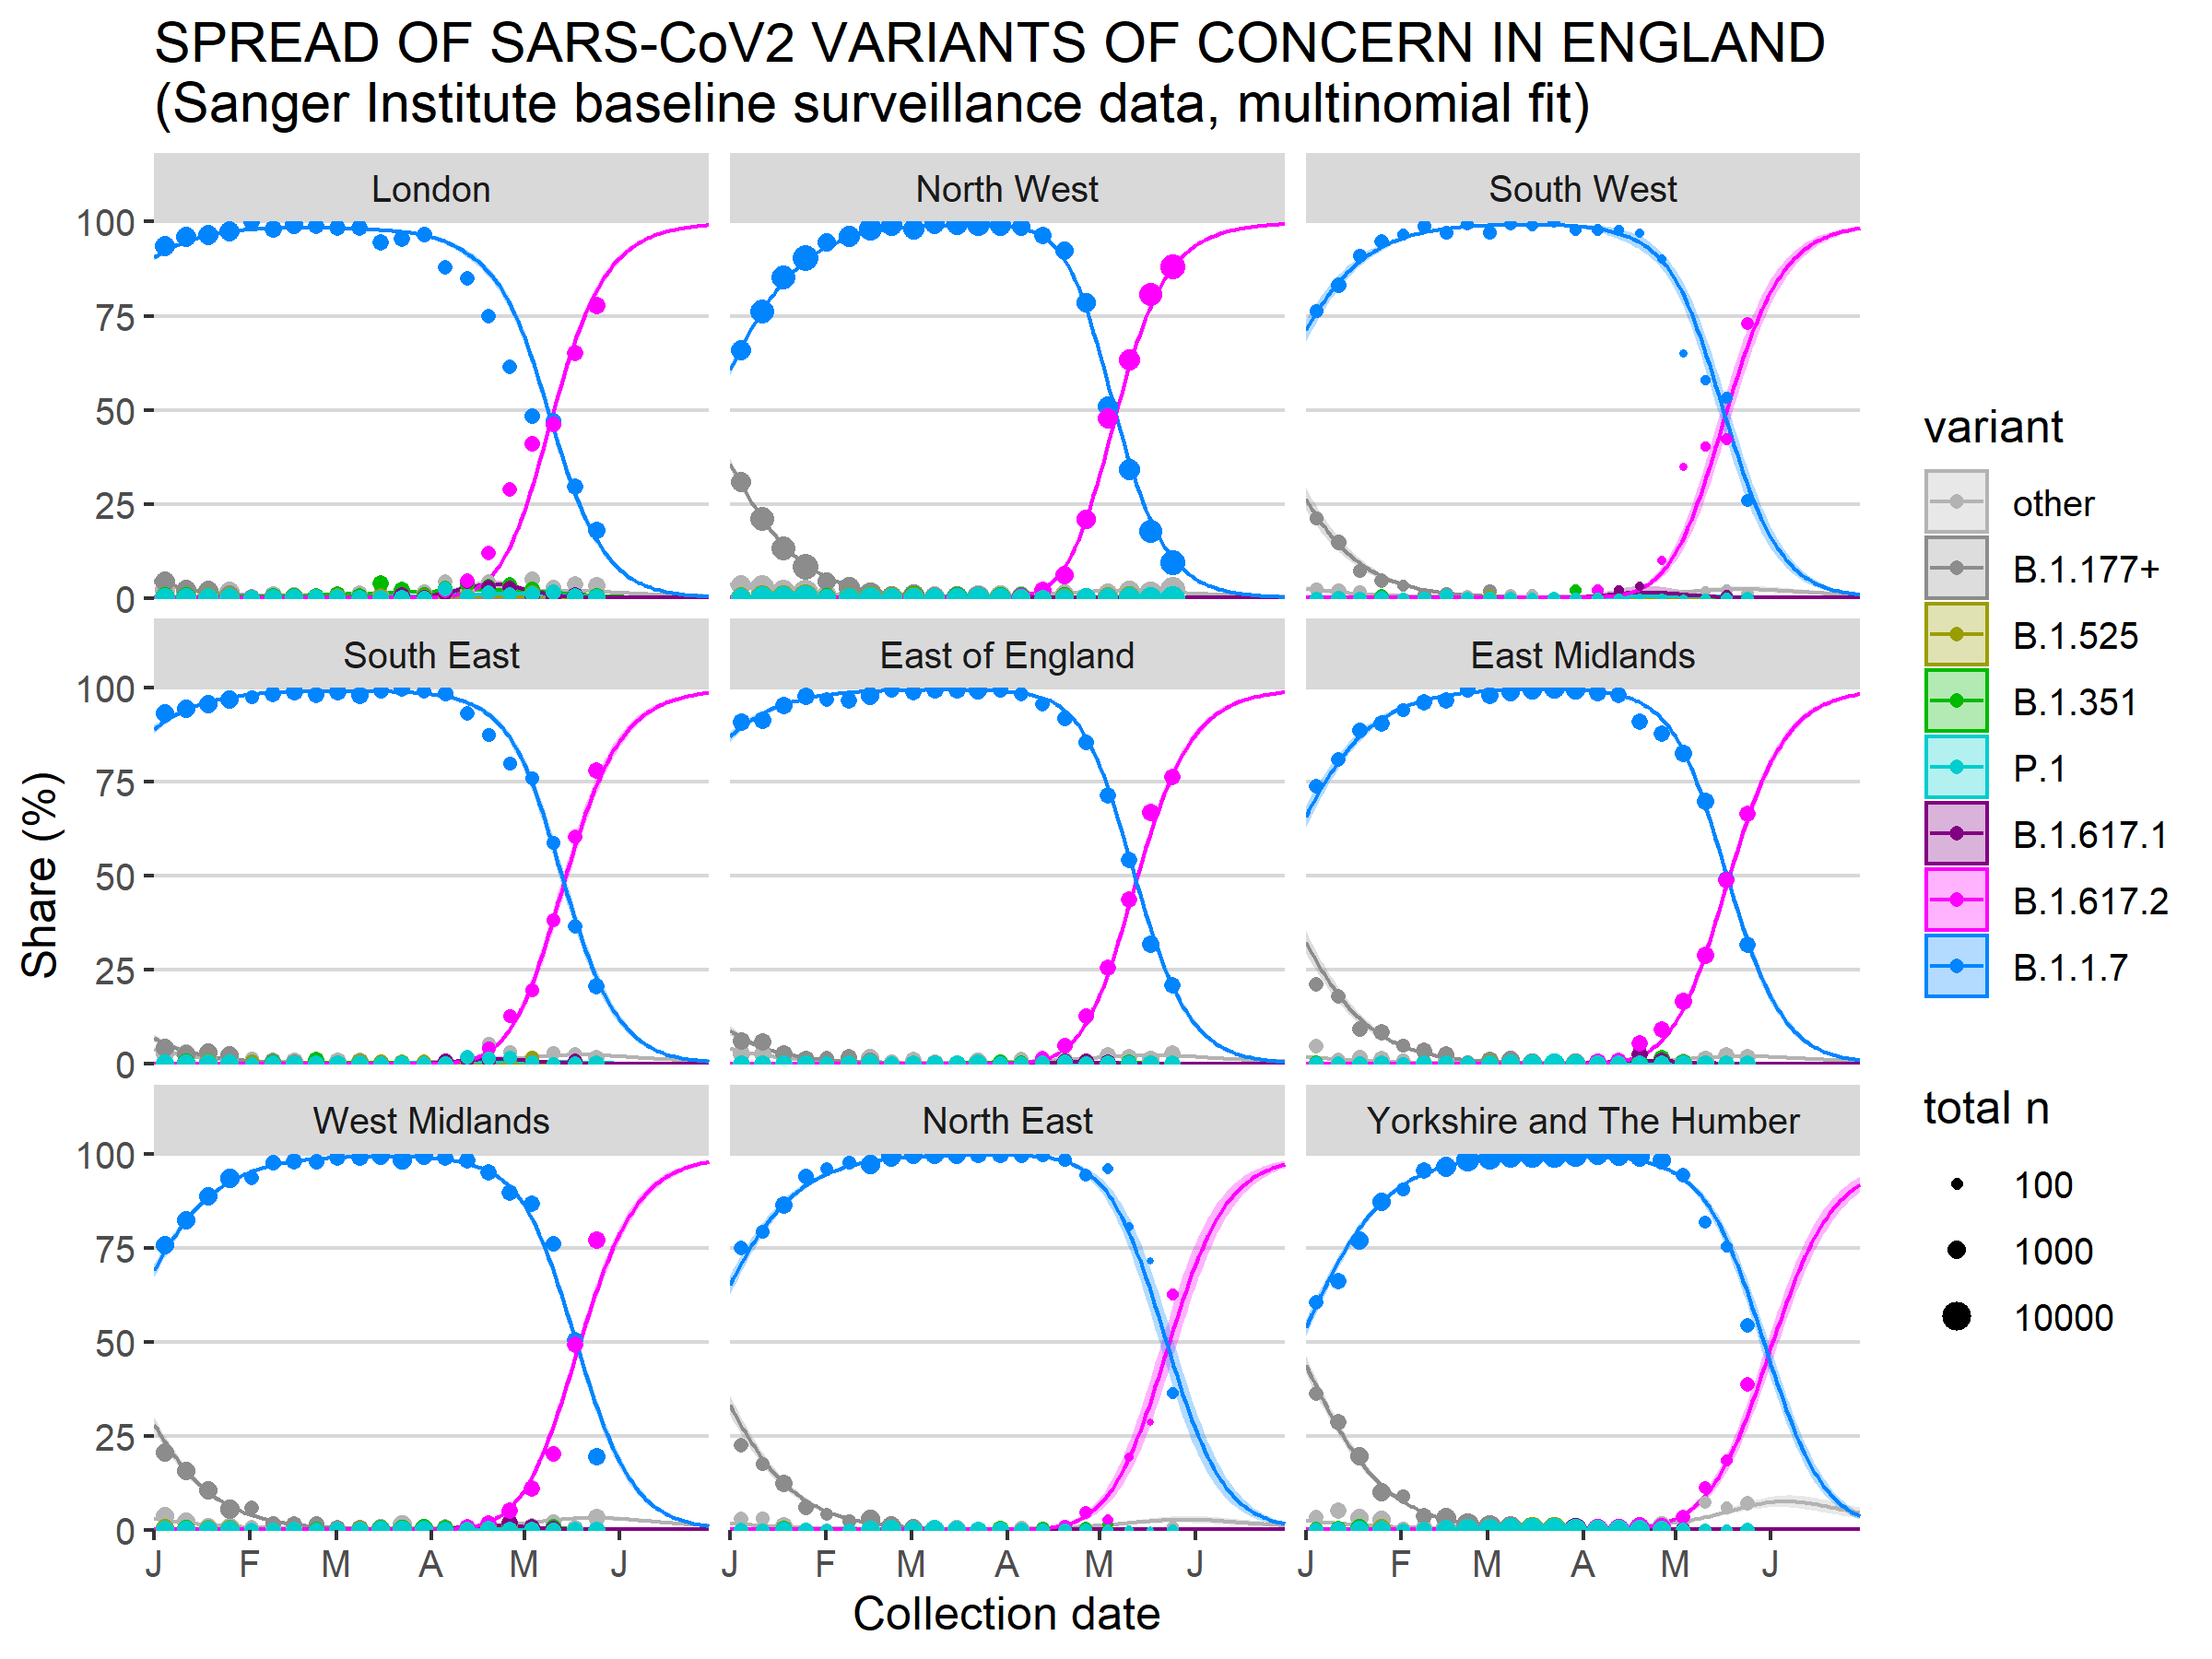 SPREAD OF SARS-CoV2 VARIANTS OF CONCERN IN ENGLAND
(Sanger Institute baseline surveillance data, multinomial fit)
London
North West
South West
100
75
50
25
0
South East
East of England
East Midlands
100
75
50
25
0
West Midlands
North East
Yorkshire and The Humber
100
75
50
25
0
J F M A M J
J F M A M J
J F M A M J
Share (%)
Collection date
variant
other
B.1.177+
B.1.525
B.1.351
P.1
B.1.617.1
B.1.617.2
B.1.1.7
total n
100
1000
10000